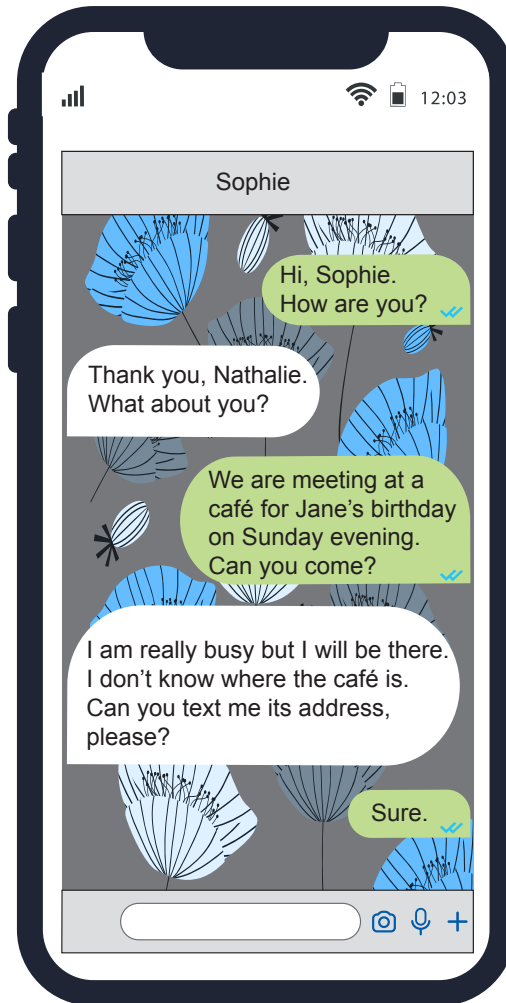 12:03
Sophie
Hi, Sophie.
How are you?
Thank you, Nathalie.
What about you?
We are meeting at a
café for Jane’s birthday
on Sunday evening.
Can you come?
I am really busy but I will be there.
I don’t know where the café is.
Can you text me its address,
please?
Sure.